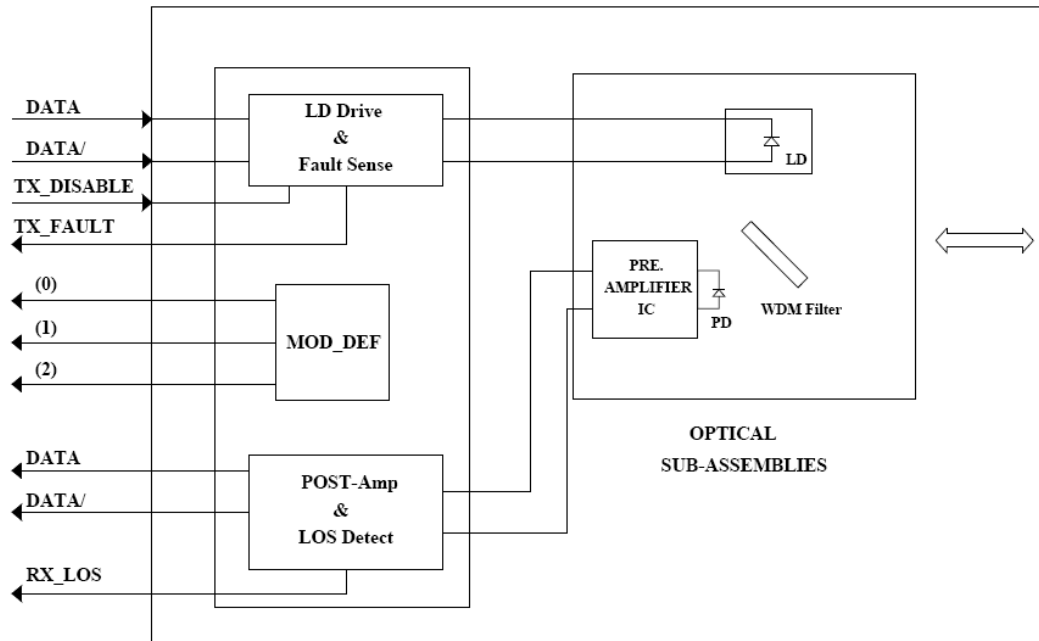 DATA
DATA/
TX_DISABLE
TX_FAULT
(0)
(1)
(2)
DATA
DATA/
RX_LOS
LD Drive
&
Fault Sense
MOD_DEF
POST-Amp
&
LOS Detect
LD
PRE.
AMPLIFIER
IC
PD
WDM Filter
OPTICAL
SUB-ASSEMBLIES